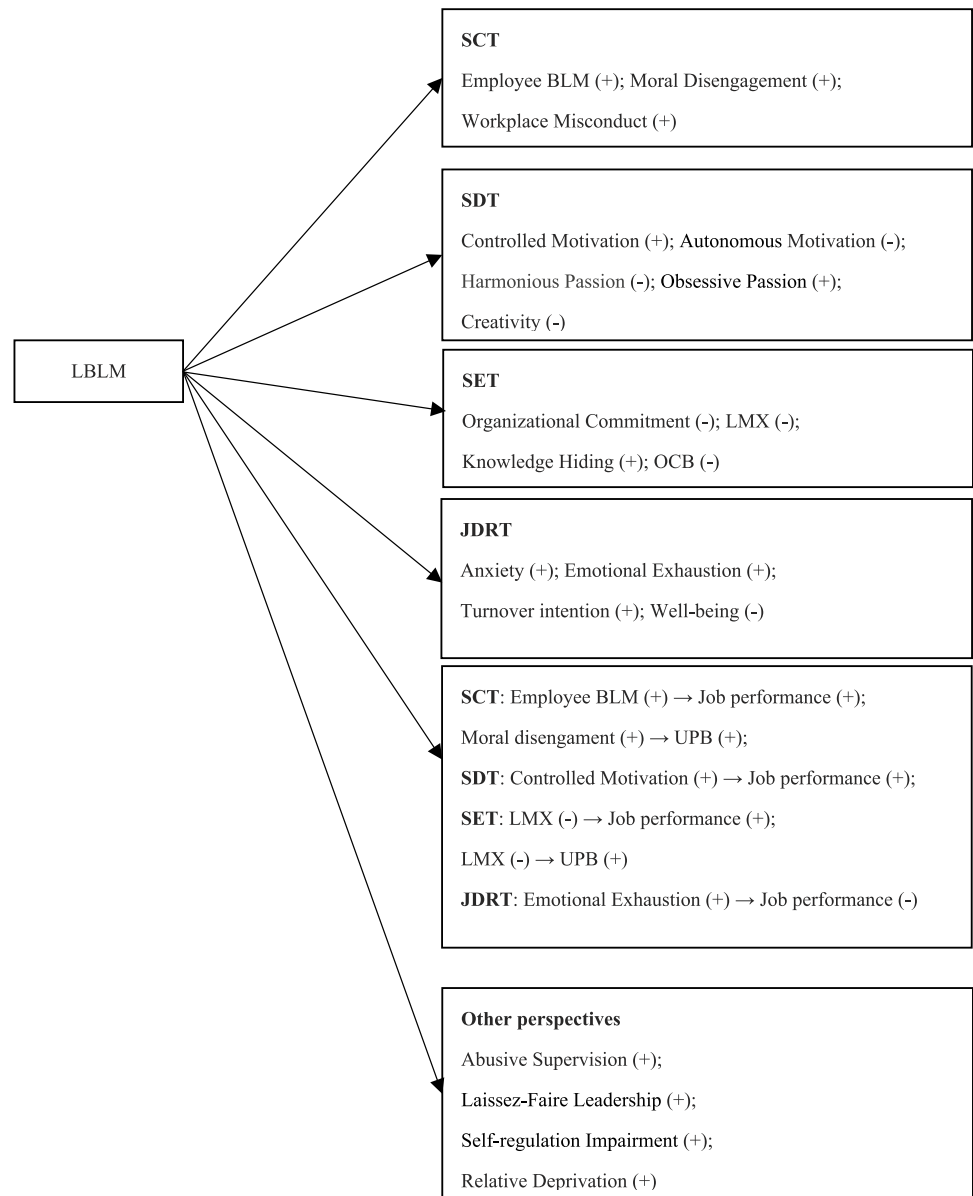 SCT
Employee BLM (+); Moral Disengagement (+);
Workplace Misconduct (+)
SDT
Controlled Motivation (+); Autonomous Motivation (-);
Harmonious Passion (-); Obsessive Passion (+);
Creativity (-)
LBLM
SET
Organizational Commitment (-); LMX (-);
Knowledge Hiding (+); OCB (-)
JDRT
Anxiety (+); Emotional Exhaustion (+);
Turnover intention (+); Well-being (-)
SCT: Employee BLM (+) → Job performance (+);
Moral disengament (+) → UPB (+);
SDT: Controlled Motivation (+) → Job performance (+);
SET: LMX (-) → Job performance (+);
LMX (-) → UPB (+)
JDRT: Emotional Exhaustion (+) → Job performance (-)
Other perspectives
Abusive Supervision (+);
Laissez-Faire Leadership (+);
Self-regulation Impairment (+);
Relative Deprivation (+)